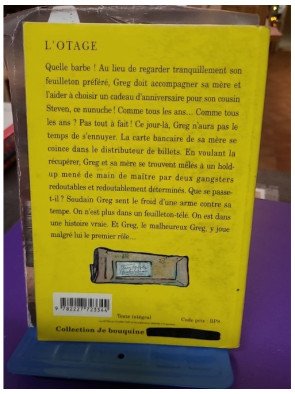 L'OTAGE
Quelle barbe ! Au lieu de regarder tranquillement son
feuilleton préféré, Greg doit accompagner sa mère et
l'aider à choisir un cadeau d'anniversaire pour son cousin
Steven, ce nunuche ! Comme tous les ans... Comme tous
les ans ? Pas tout à fait ! Ce jour-là, Greg n'aura pas le
temps de s'ennuyer. La carte bancaire de sa mère se
coince dans le distributeur de billets. En voulant la
récupérer, Greg et sa mère se trouvent mêlés à un hold-
up mené de main de maître par deux gangsters
redoutables et redoutablement déterminés. Que se passe-
t-il ? Soudain Greg sent le froid d'une arme contre sa
tempe. On n'est plus dans un feuilleton-télé. On est dans
une histoire vraie. Et Greg, le malheureux Greg, y joue
malgré lui le premier rôle...
9 782227 723344
Texte intégral
Code prix : BP8
Collection Je bouquine